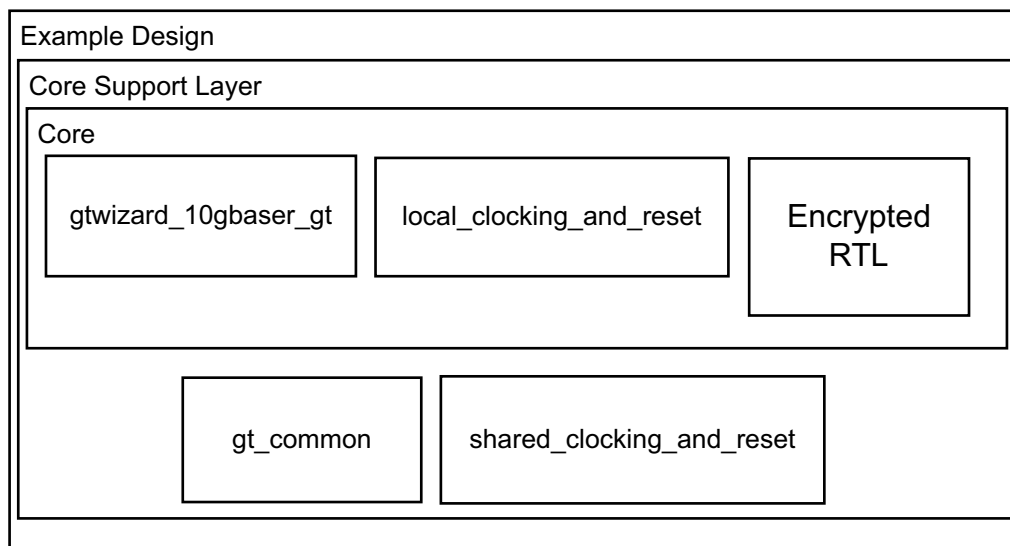 Example Design
Core Support Layer
Core
gtwizard_10gbaser_gt
local_clocking_and_reset
Encrypted
RTL
gt_common
shared_clocking_and_reset